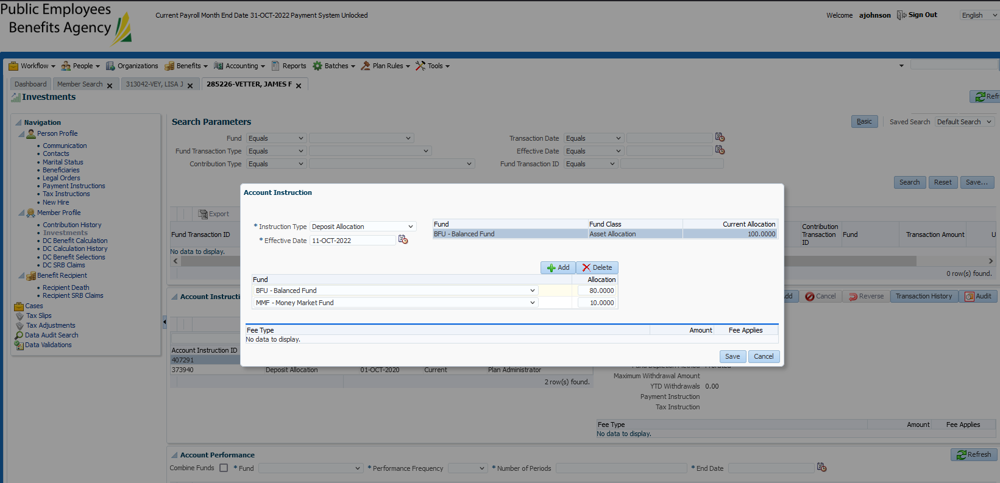 Public Employees
Benefits Agency
Current Payroll Month End Date 31-OCT-2022 Payment System Unlocked
Welcome ajohnson Sign Out English
Workflow People Organizations Benefits Accounting Reports Batches Plan Rules Tools
Dashboard Member Search 313042-VEY, LISA J 285226-VETTER, JAMES F
Investments
Refr
Navigation
Person Profile
Communication
Contacts
Marital Status
Beneficiaries
Legal Orders
Payment Instructions
Tax Instructions
New Hire
Member Profile
Contribution History
Investments
DC Benefit Calculation
DC Calculation History
DC Benefit Selections
DC SRB Claims
Benefit Recipient
Recipient Death
Recipient SRB Claims
Cases
Tax Slips
Tax Adjustments
Data Audit Search
Data Validations
Search Parameters
Basic Saved Search Default Search
Fund Equals Transaction Date Equals
Fund Transaction Type Equals Effective Date Equals
Contribution Type Equals Fund Transaction ID Equals
Search Reset Save...
Export
Fund Transaction ID Contribution Transaction ID Fund Transaction Amount U
No data to display.
0 row(s) found.
Account Instruction
* Instruction Type Deposit Allocation
* Effective Date 11-OCT-2022
Fund Fund Class Current Allocation
BFU - Balanced Fund Asset Allocation 100.0000
Add Delete
Fund Allocation
BFU - Balanced Fund 80.0000
MMF - Money Market Fund 10.0000
Fee Type Amount Fee Applies
No data to display.
Save Cancel
Account Instructi
dd Cancel Reverse Transaction History Audit
Account Instruction ID
407291
373940 Deposit Allocation 01-OCT-2020 Current Plan Administrator
2 row(s) found.
Maximum Withdrawal Amount
YTD Withdrawals 0.00
Payment Instruction
Tax Instruction
Fee Type Amount Fee Applies
No data to display.
Account Performance
Refresh
Combine Funds * Fund * Performance Frequency * Number of Periods * End Date